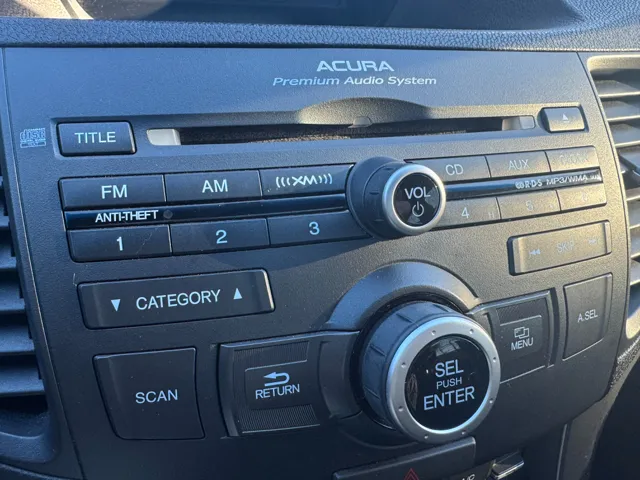 ACURA
Premium Audio System
TITLE
FM
AM
(((XM)))
CD
AUX
VOL
ANTI-THEFT
R·D·S MP3/WMA
1
2
3
4
5
SKIP
CATEGORY
A.SEL
MENU
SCAN
RETURN
SEL
PUSH
ENTER